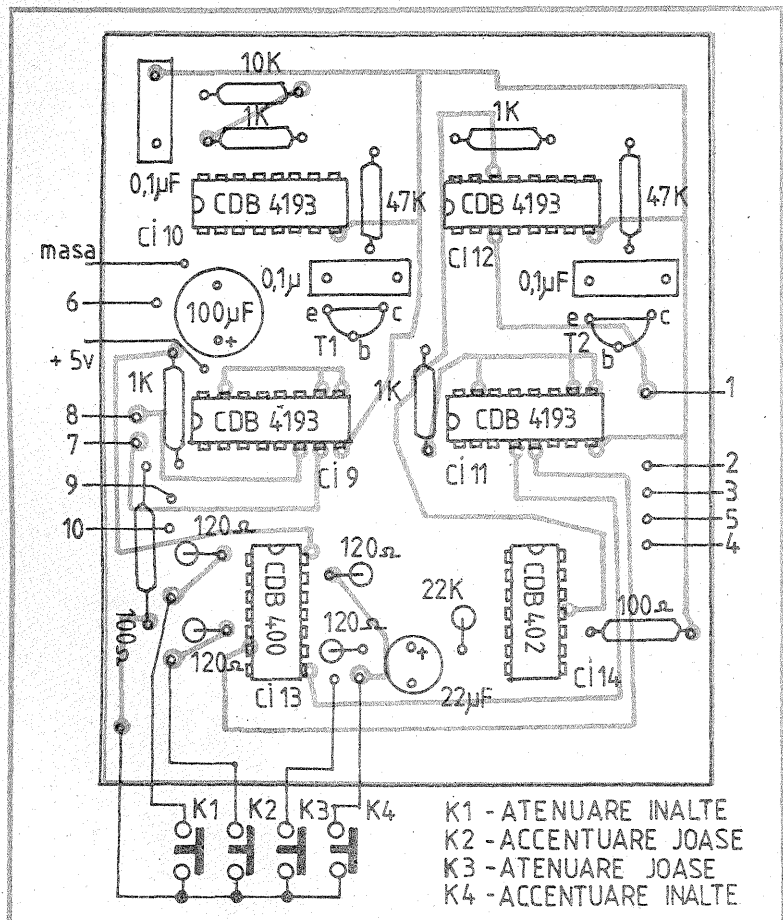 10K
1K
1K
0,1µF
CDB 4193
47K
CDB 4193
47K
Ci 10
Ci 12
masa
0,1µ
0,1µF
6
100µF
+
e
c
b
T1
e
c
b
T2
+ 5v
1K
1K
1
8
CDB 4193
CDB 4193
7
Ci 9
Ci 11
2
9
3
10
5
4
120Ω
120Ω
CDB 400
22K
CDB 402
100Ω
100Ω
120Ω
120Ω
+
Ci 13
22µF
Ci 14
K1
K2
K3
K4
K1 - ATENUARE INALTE
K2 - ACCENTUARE JOASE
K3 - ATENUARE JOASE
K4 - ACCENTUARE INALTE